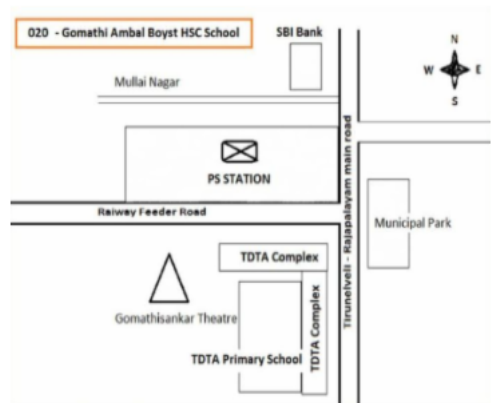 020 - Gomathi Ambal Boyst HSC School
SBI Bank
N
W E
S
Mullai Nagar
PS STATION
Raiway Feeder Road
Tirunelveli - Rajapalayam main road
Municipal Park
TDTA Complex
Gomathisankar Theatre
TDTA Complex
TDTA Primary School